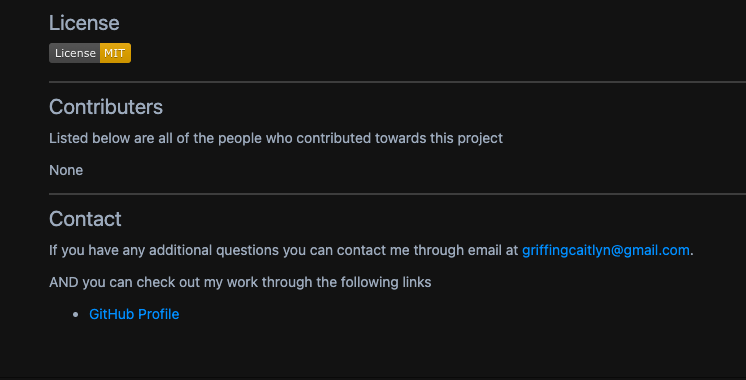 License
License MIT
Contributers
Listed below are all of the people who contributed towards this project
None
Contact
If you have any additional questions you can contact me through email at griffingcaitlyn@gmail.com.
AND you can check out my work through the following links
• GitHub Profile